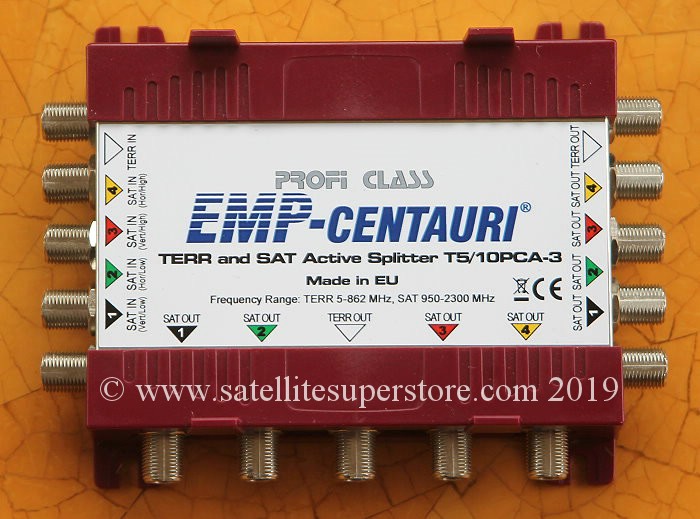 PROFi CLASS
EMP-CENTAURI®
TERR and SAT Active Splitter T5/10PCA-3
Made in EU
Frequency Range: TERR 5-862 MHz, SAT 950-2300 MHz
CE
TERR IN
4 SAT IN (Hor/High)
3 SAT IN (Vert/High)
2 SAT IN (Hor/Low)
1 SAT IN (Vert/Low)
TERR OUT
SAT OUT 4
SAT OUT 3
SAT OUT 2
SAT OUT 1
SAT OUT SAT OUT TERR OUT SAT OUT SAT OUT
1 2 3 4
© www.satellitesuperstore.com 2019